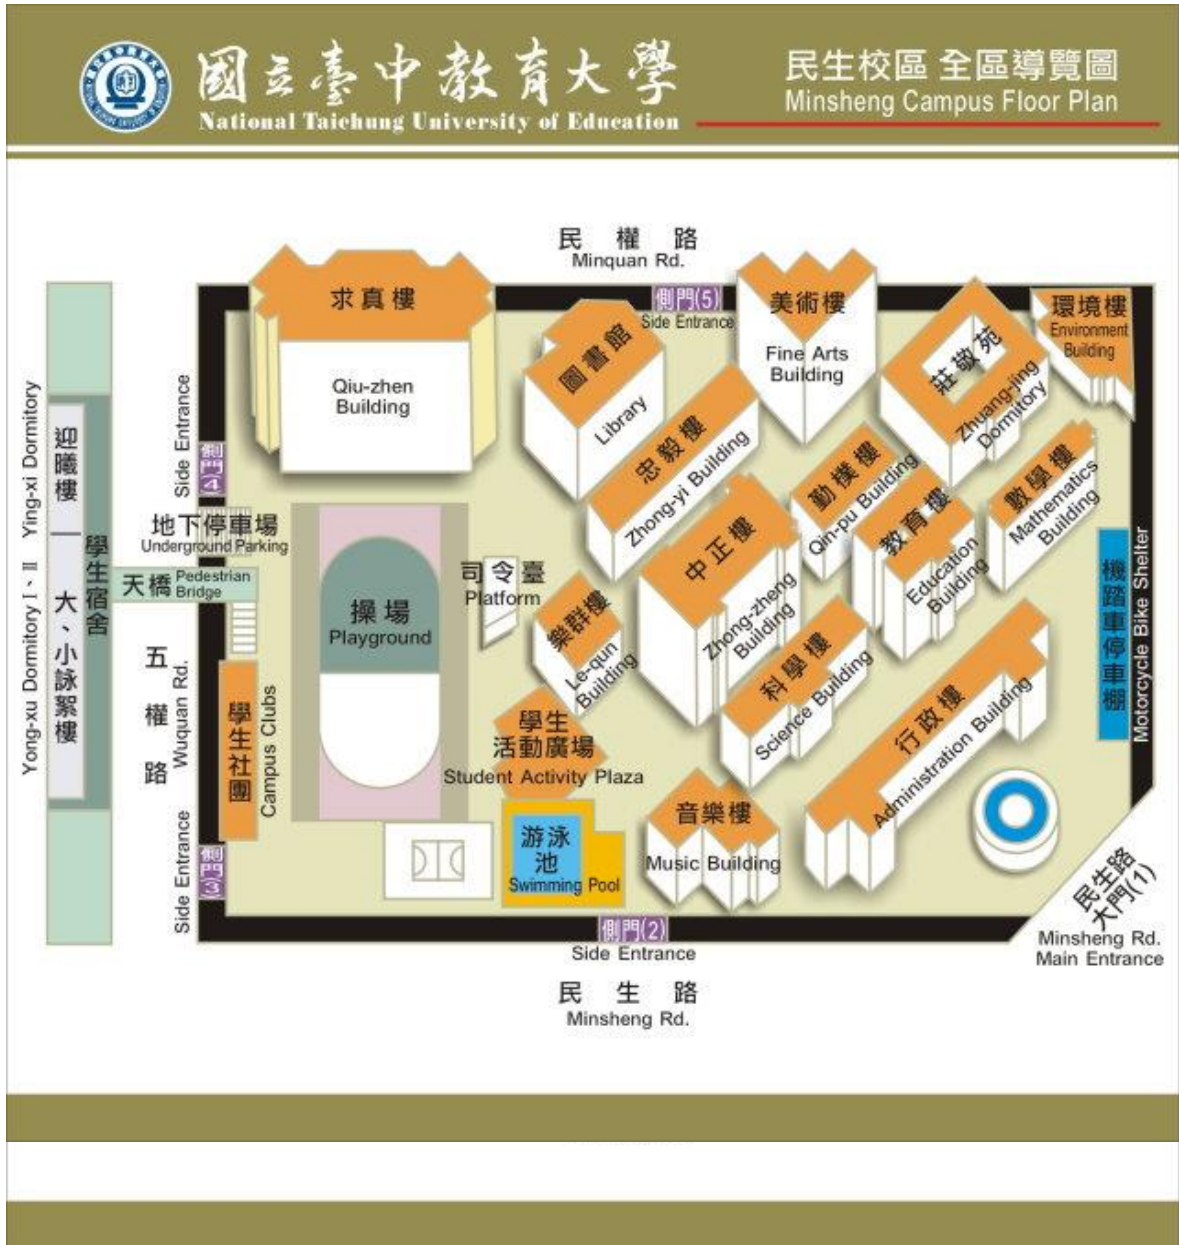 國立臺中教育大學
National Taichung University of Education
民生校區 全區導覽圖
Minsheng Campus Floor Plan
民權路
Minquan Rd.
求真樓
Qiu-zhen
Building
側門(5)
Side Entrance
美術樓
Fine Arts
Building
環境樓
Environment
Building
圖書館
Library
莊敬苑
Zhuang-jing
Dormitory
忠毅樓
Zhong-yi Building
勤樸樓
Qin-pu Building
數學樓
Mathematics
Building
教育樓
Education
Building
中正樓
Zhong-zheng
Building
側門(4)
Side Entrance
迎曦樓
Ying-xi Dormitory
學生宿舍
大、小詠絮樓
Yong-xu Dormitory I、II
地下停車場
Underground Parking
天橋
Pedestrian
Bridge
操場
Playground
司令臺
Platform
樂群樓
Le-qun
Building
科學樓
Science Building
機踏車停車棚
Motorcycle Bike Shelter
五權路
Wuquan Rd.
學生社團
Campus Clubs
學生
活動廣場
Student Activity Plaza
行政樓
Administration Building
音樂樓
Music Building
游泳
池
Swimming Pool
側門(3)
Side Entrance
側門(2)
Side Entrance
民生路
大門(1)
Minsheng Rd.
Main Entrance
民生路
Minsheng Rd.